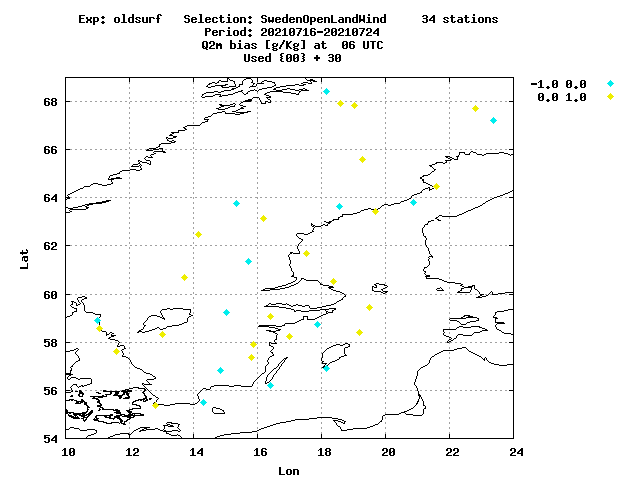 Exp: oldsurf Selection: SwedenOpenLandWind 34 stations
Period: 20210716-20210724
Q2m bias [g/Kg] at 06 UTC
Used {00} + 30
-1.0 0.0
0.0 1.0
68
66
64
62
60
58
56
54
Lat
10 12 14 16 18 20 22 24
Lon